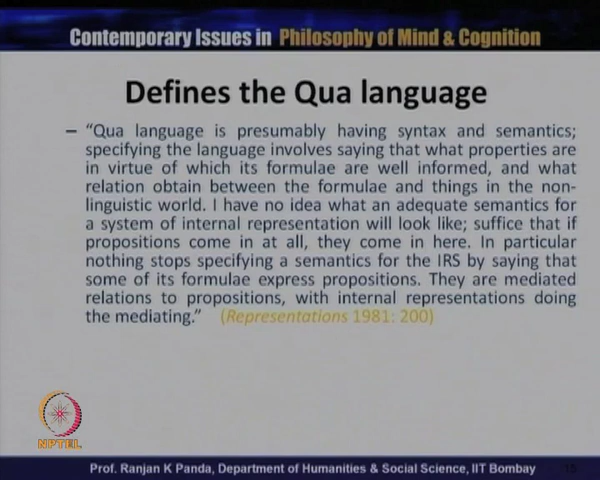 Contemporary Issues in Philosophy of Mind & Cognition
Defines the Qua language
– “Qua language is presumably having syntax and semantics;
specifying the language involves saying that what properties are
in virtue of which its formulae are well informed, and what
relation obtain between the formulae and things in the non-
linguistic world. I have no idea what an adequate semantics for
a system of internal representation will look like; suffice that if
propositions come in at all, they come in here. In particular
nothing stops specifying a semantics for the IRS by saying that
some of its formulae express propositions. They are mediated
relations to propositions, with internal representations doing
the mediating.” (Representations 1981: 200)
NPTEL
Prof. Ranjan K Panda, Department of Humanities & Social Science, IIT Bombay